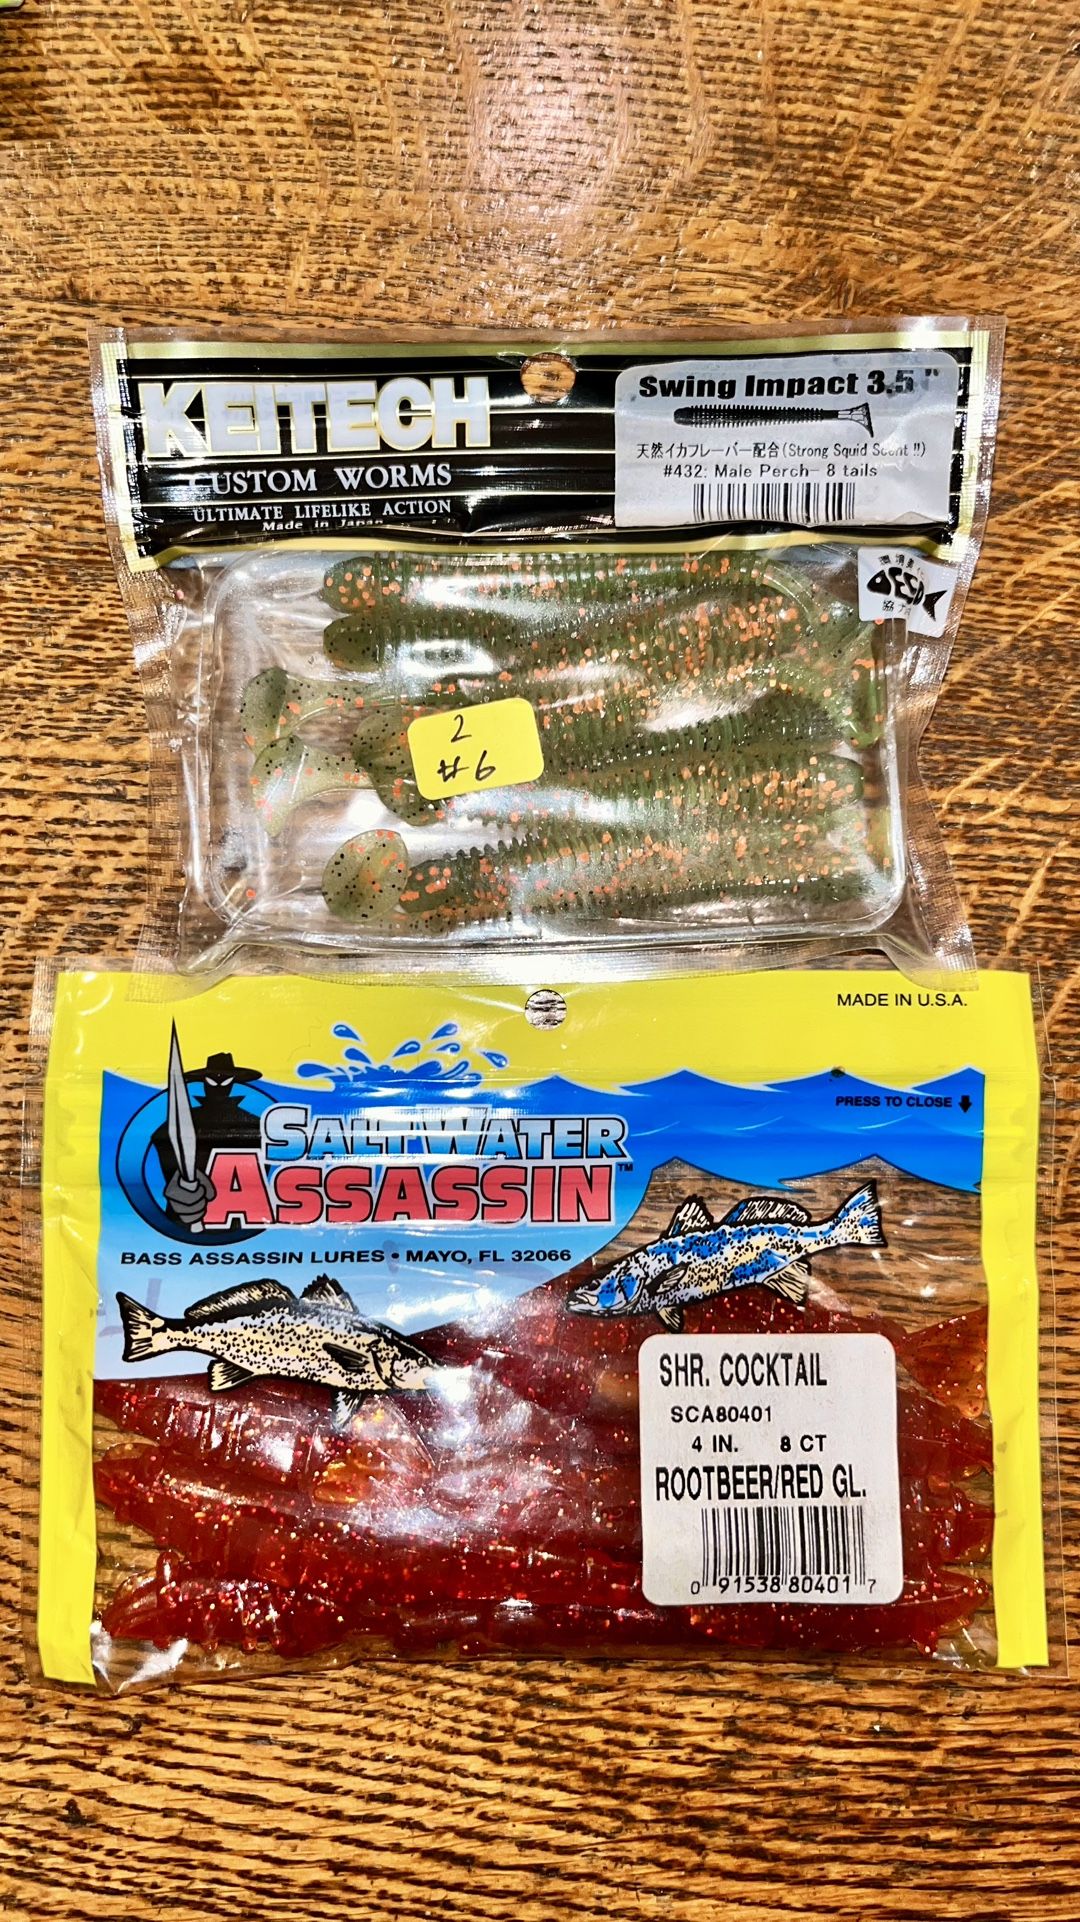 KEITECH
CUSTOM WORMS
ULTIMATE LIFELIKE ACTION
Made in Japan
Swing Impact 3.5"
天然イカフレーバー配合(Strong Squid Scent !!)
#432: Male Perch- 8 tails
2
#6
MADE IN U.S.A.
PRESS TO CLOSE
SALT WATER
ASSASSIN™
BASS ASSASSIN LURES • MAYO, FL 32066
SHR. COCKTAIL
SCA80401
4 IN. 8 CT
ROOTBEER/RED GL.
0 91538 80401 7